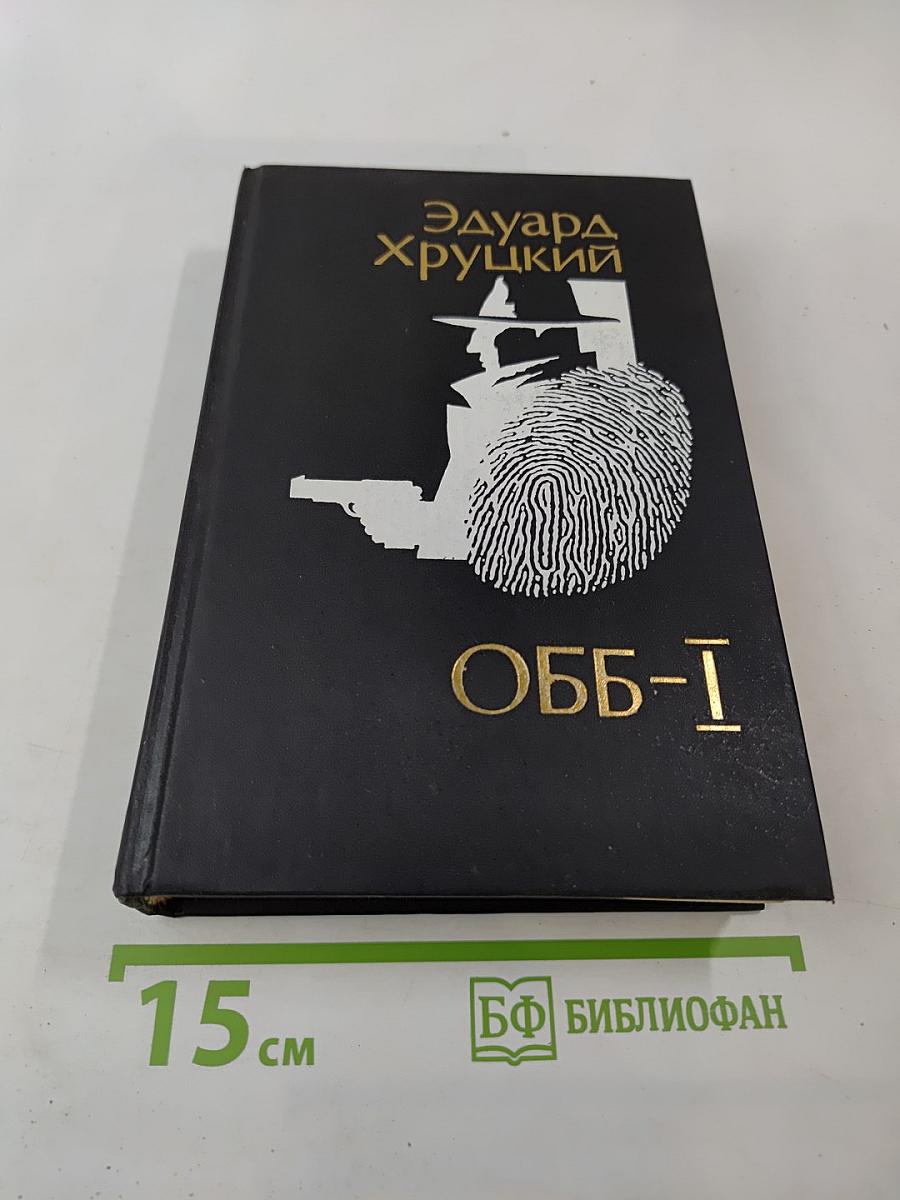 Эдуард
Хруцкий
ОББ-I
15 см
БФ БИБЛИОФАН